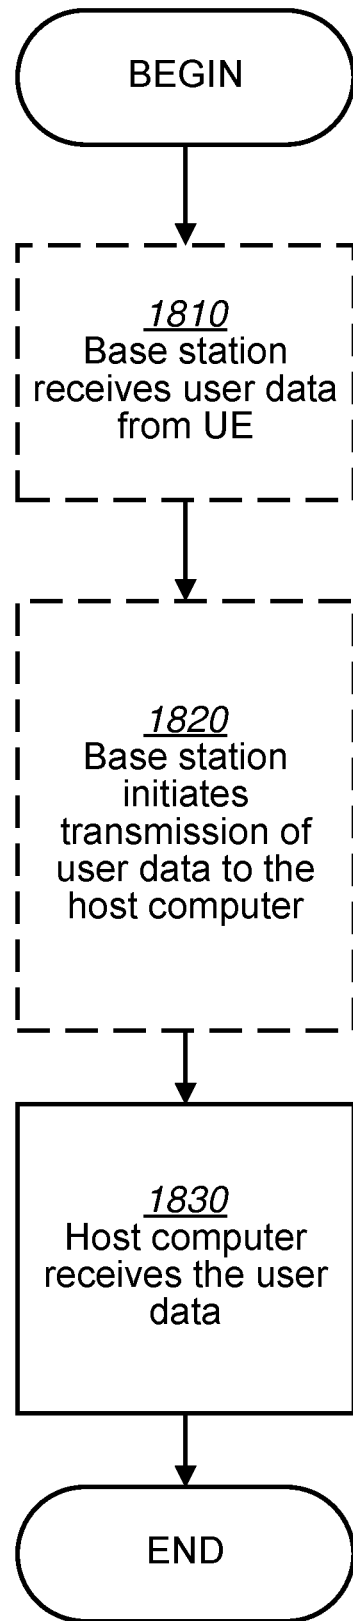 BEGIN
1810
Base station
receives user data
from UE
1820
Base station
initiates
transmission of
user data to the
host computer
1830
Host computer
receives the user
data
END